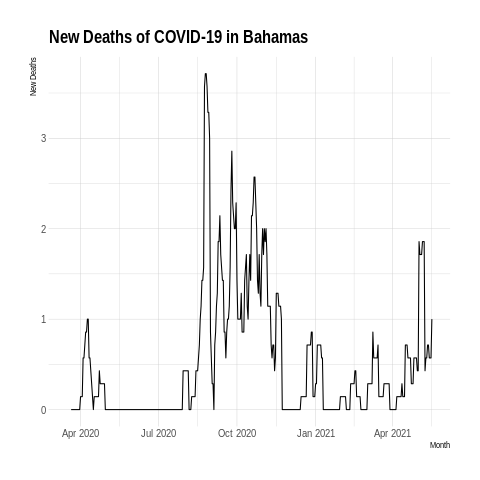 New Deaths of COVID-19 in Bahamas
New Deaths
3
2
1
0
Apr 2020 Jul 2020 Oct 2020 Jan 2021 Apr 2021
Month